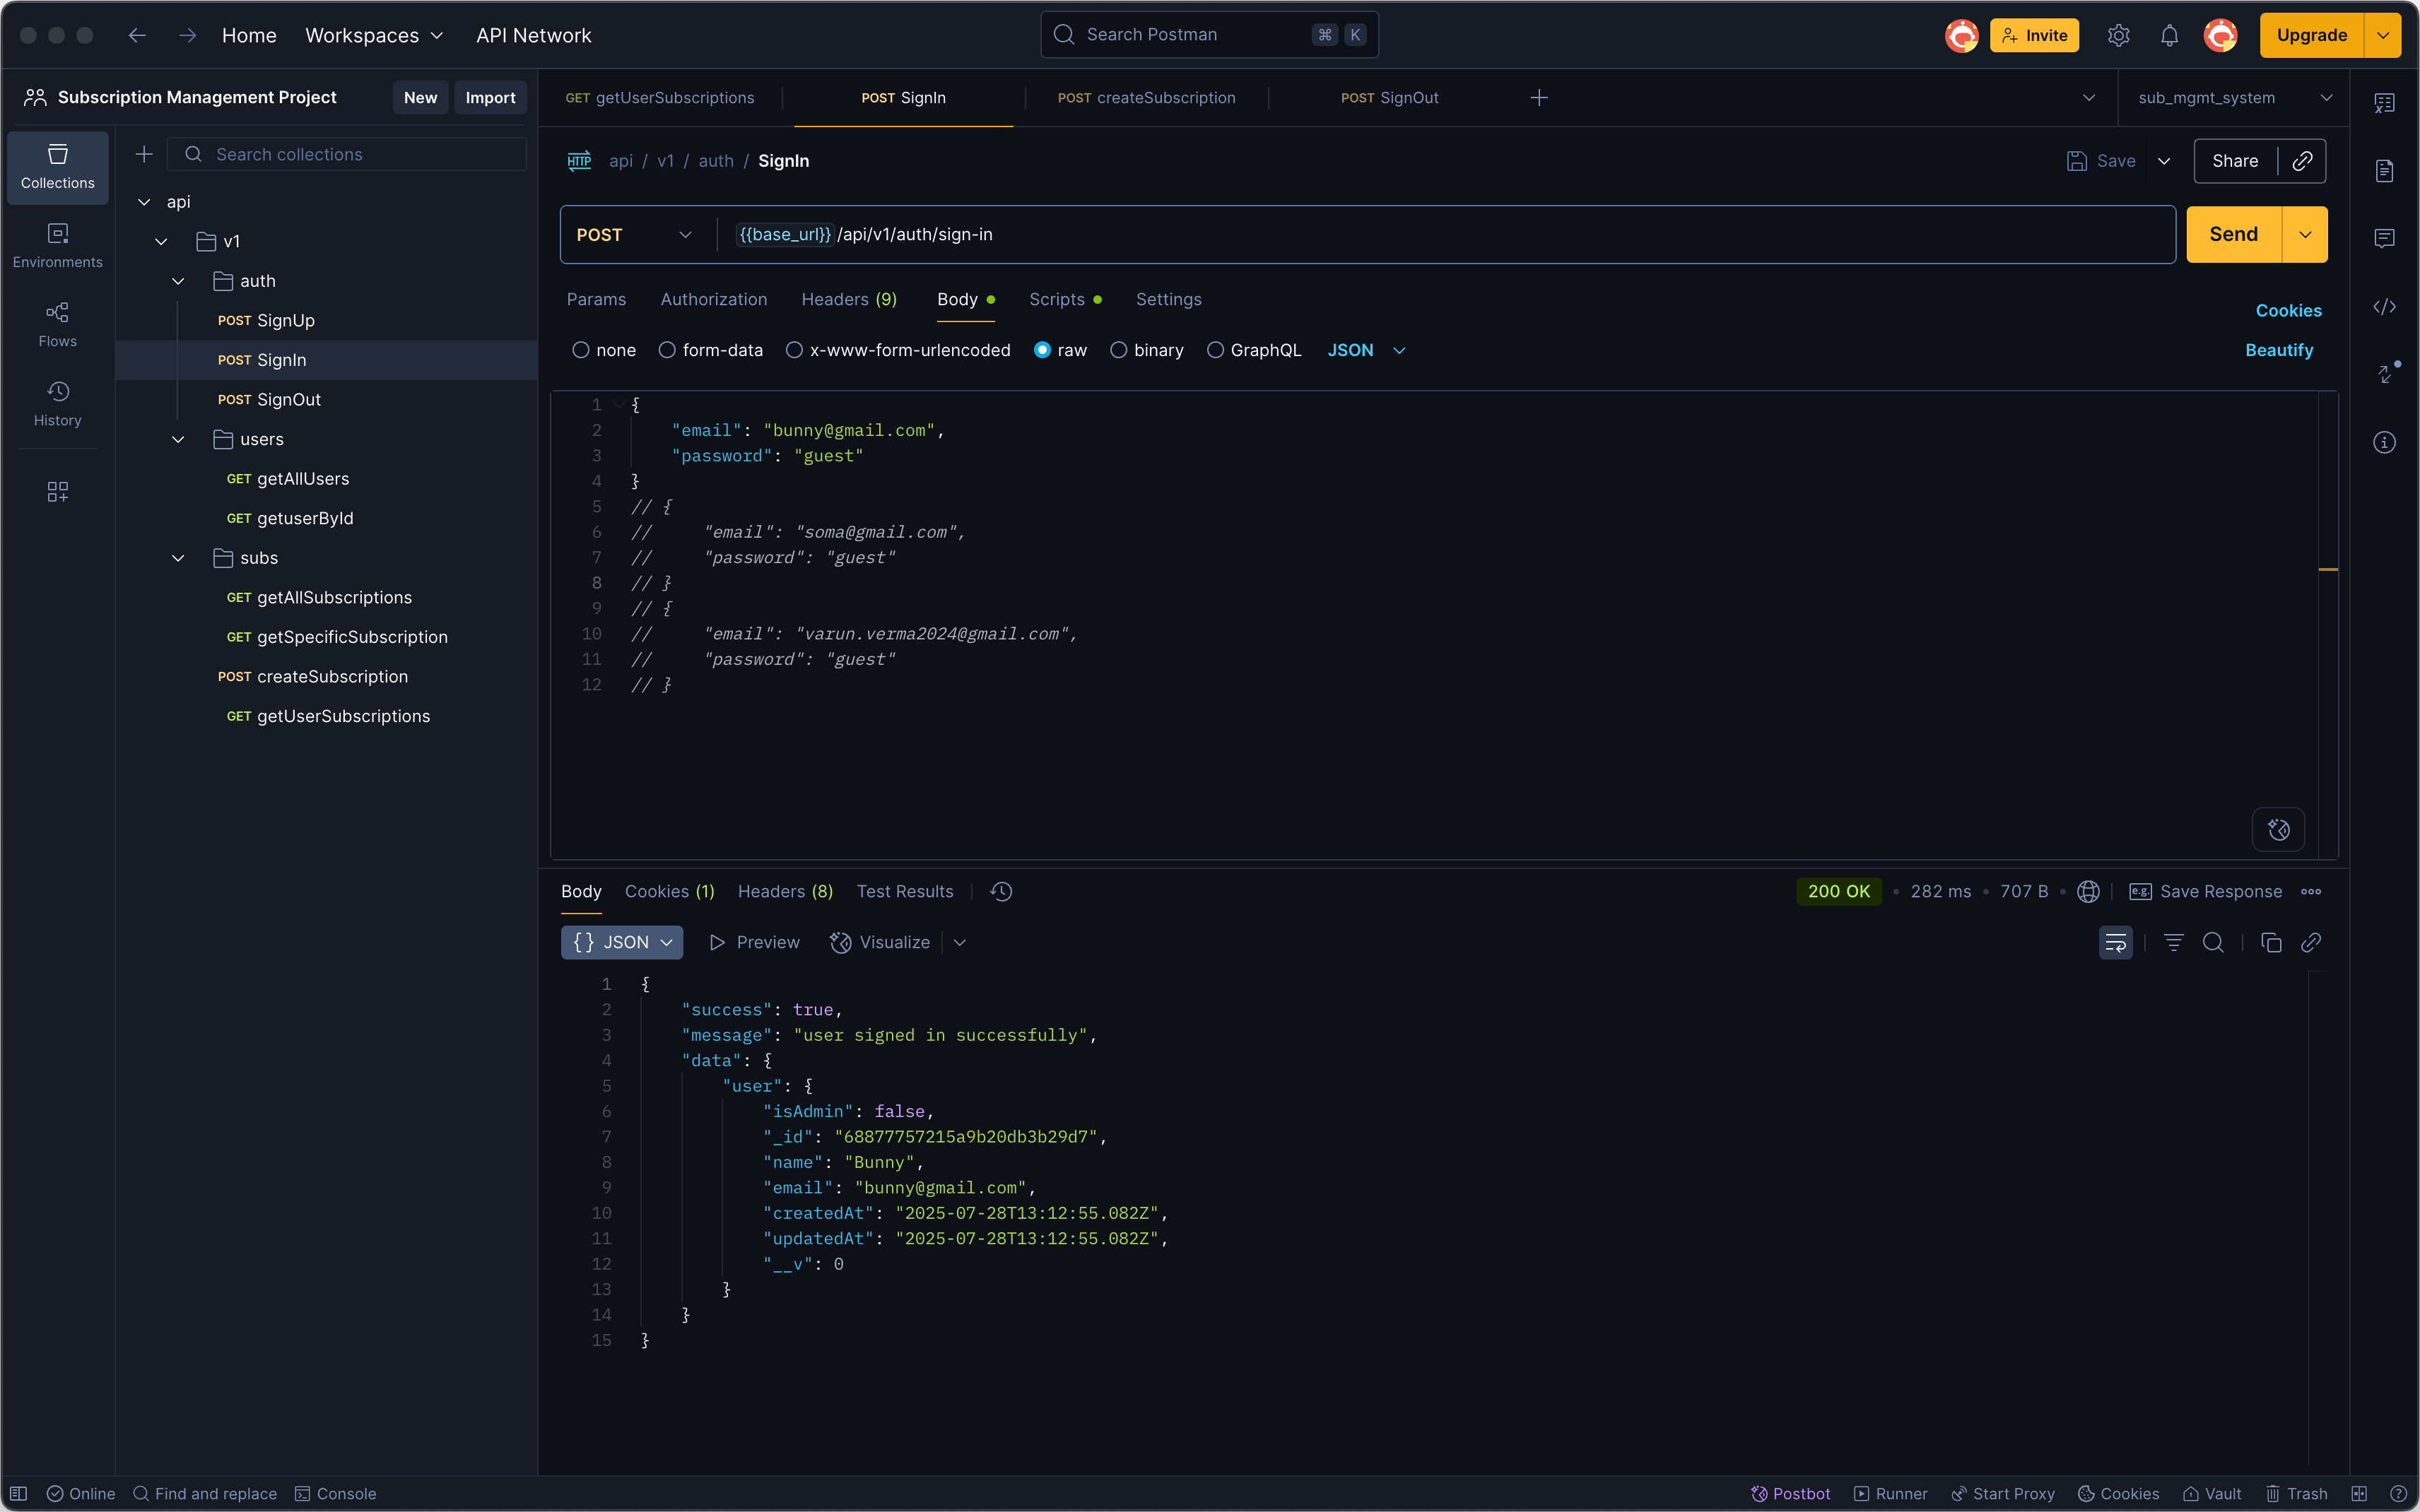 Home Workspaces API Network
Search Postman ⌘ K
Invite Upgrade
Subscription Management Project New Import
GET getUserSubscriptions POST SignIn POST createSubscription POST SignOut sub_mgmt_system
Collections
Environments
Flows
History
Search collections
api
v1
auth
POST SignUp
POST SignIn
POST SignOut
users
GET getAllUsers
GET getuserById
subs
GET getAllSubscriptions
GET getSpecificSubscription
POST createSubscription
GET getUserSubscriptions
HTTP api / v1 / auth / SignIn Save Share
POST {{base_url}} /api/v1/auth/sign-in Send
Params Authorization Headers (9) Body Scripts Settings Cookies
none form-data x-www-form-urlencoded raw binary GraphQL JSON Beautify
1 {
2 "email": "bunny@gmail.com",
3 "password": "guest"
4 }
5 // {
6 // "email": "soma@gmail.com",
7 // "password": "guest"
8 // }
9 // {
10 // "email": "varun.verma2024@gmail.com",
11 // "password": "guest"
12 // }
Body Cookies (1) Headers (8) Test Results 200 OK • 282 ms • 707 B • e.g. Save Response
{} JSON Preview Visualize
1 {
2 "success": true,
3 "message": "user signed in successfully",
4 "data": {
5 "user": {
6 "isAdmin": false,
7 "_id": "68877757215a9b20db3b29d7",
8 "name": "Bunny",
9 "email": "bunny@gmail.com",
10 "createdAt": "2025-07-28T13:12:55.082Z",
11 "updatedAt": "2025-07-28T13:12:55.082Z",
12 "__v": 0
13 }
14 }
15 }
Online Find and replace Console Postbot Runner Start Proxy Cookies Vault Trash